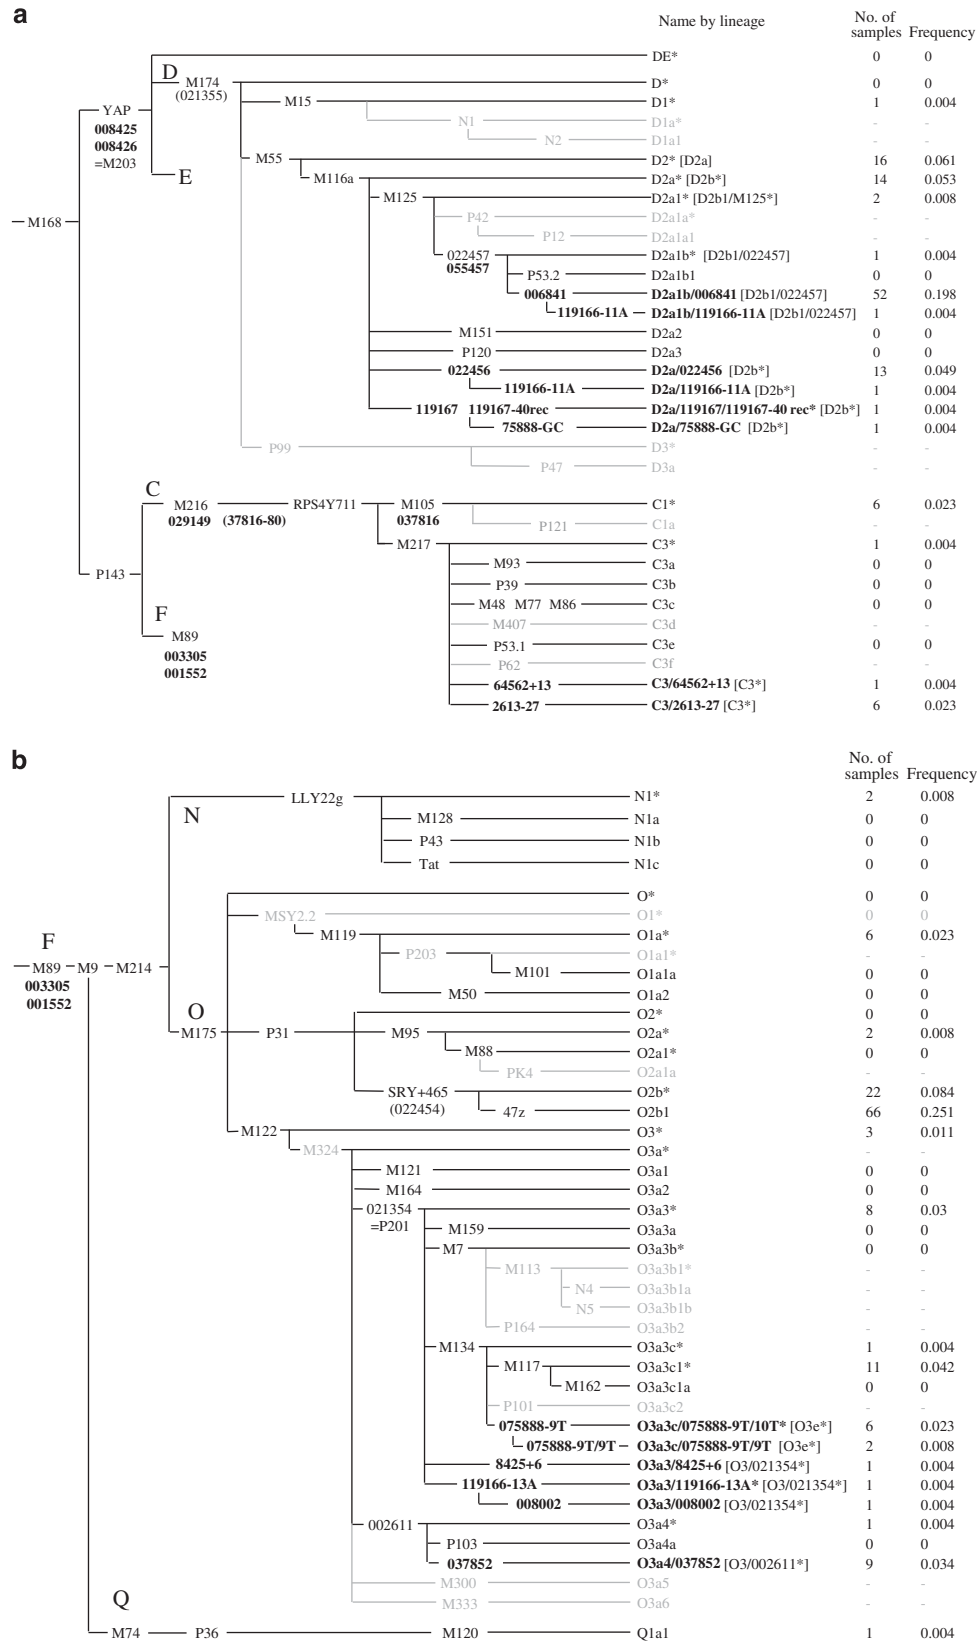 a
Name by lineage No. of samples Frequency
DE* 0 0
D M174 D* 0 0
(021355)
M15 D1* 1 0.004
YAP N1 D1a* - -
008425 N2 D1a1 - -
008426
=M203
M55 D2* [D2a] 16 0.061
E M116a D2a* [D2b*] 14 0.053
M125 D2a1* [D2b1/M125*] 2 0.008
M168 P42 D2a1a* - -
P12 D2a1a1 - -
022457 D2a1b* [D2b1/022457] 1 0.004
055457
P53.2 D2a1b1 0 0
006841 D2a1b/006841 [D2b1/022457] 52 0.198
119166-11A D2a1b/119166-11A [D2b1/022457] 1 0.004
M151 D2a2 0 0
P120 D2a3 0 0
022456 D2a/022456 [D2b*] 13 0.049
119166-11A D2a/119166-11A [D2b*] 1 0.004
119167 119167-40rec D2a/119167/119167-40 rec* [D2b*] 1 0.004
75888-GC D2a/75888-GC [D2b*] 1 0.004
P99 D3* - -
P47 D3a - -
C
M216 RPS4Y711 M105 C1* 6 0.023
029149 (37816-80) 037816
P121 C1a - -
M217 C3* 1 0.004
M93 C3a 0 0
P143
P39 C3b 0 0
M48 M77 M86 C3c 0 0
F
M407 C3d - -
M89 P53.1 C3e 0 0
003305
P62 C3f - -
001552
64562+13 C3/64562+13 [C3*] 1 0.004
2613-27 C3/2613-27 [C3*] 6 0.023
b
No. of samples Frequency
LLY22g N1* 2 0.008
N
M128 N1a 0 0
P43 N1b 0 0
Tat N1c 0 0
O* 0 0
MSY2.2 O1* 0 0
M119 O1a* 6 0.023
F
P203 O1a1* - -
M89 M9 M214
M101 O1a1a 0 0
003305
M50 O1a2 0 0
001552
O O2* 0 0
M175 P31 M95 O2a* 2 0.008
M88 O2a1* 0 0
PK4 O2a1a - -
SRY+465 O2b* 22 0.084
(022454) 47z O2b1 66 0.251
M122 O3* 3 0.011
M324 O3a* - -
M121 O3a1 0 0
M164 O3a2 0 0
021354 O3a3* 8 0.03
=P201
M159 O3a3a 0 0
M7 O3a3b* 0 0
M113 O3a3b1* - -
N4 O3a3b1a - -
N5 O3a3b1b - -
P164 O3a3b2 - -
M134 O3a3c* 1 0.004
M117 O3a3c1* 11 0.042
M162 O3a3c1a 0 0
P101 O3a3c2 - -
075888-9T O3a3c/075888-9T/10T* [O3e*] 6 0.023
075888-9T/9T O3a3c/075888-9T/9T [O3e*] 2 0.008
8425+6 O3a3/8425+6 [O3/021354*] 1 0.004
119166-13A O3a3/119166-13A* [O3/021354*] 1 0.004
008002 O3a3/008002 [O3/021354*] 1 0.004
002611 O3a4* 1 0.004
P103 O3a4a 0 0
037852 O3a4/037852 [O3/002611*] 9 0.034
M300 O3a5 - -
M333 O3a6 - -
Q
M74 P36 M120 Q1a1 1 0.004